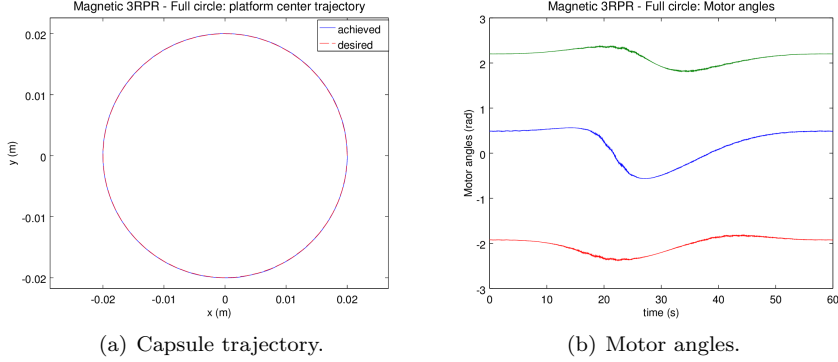 Magnetic 3RPR - Full circle: platform center trajectory
achieved
desired
0.02
0.01
0
-0.01
-0.02
y (m)
-0.02 -0.01 0 0.01 0.02
x (m)
(a) Capsule trajectory.
Magnetic 3RPR - Full circle: Motor angles
3
2
1
0
-1
-2
-3
Motor angles (rad)
0 10 20 30 40 50 60
time (s)
(b) Motor angles.